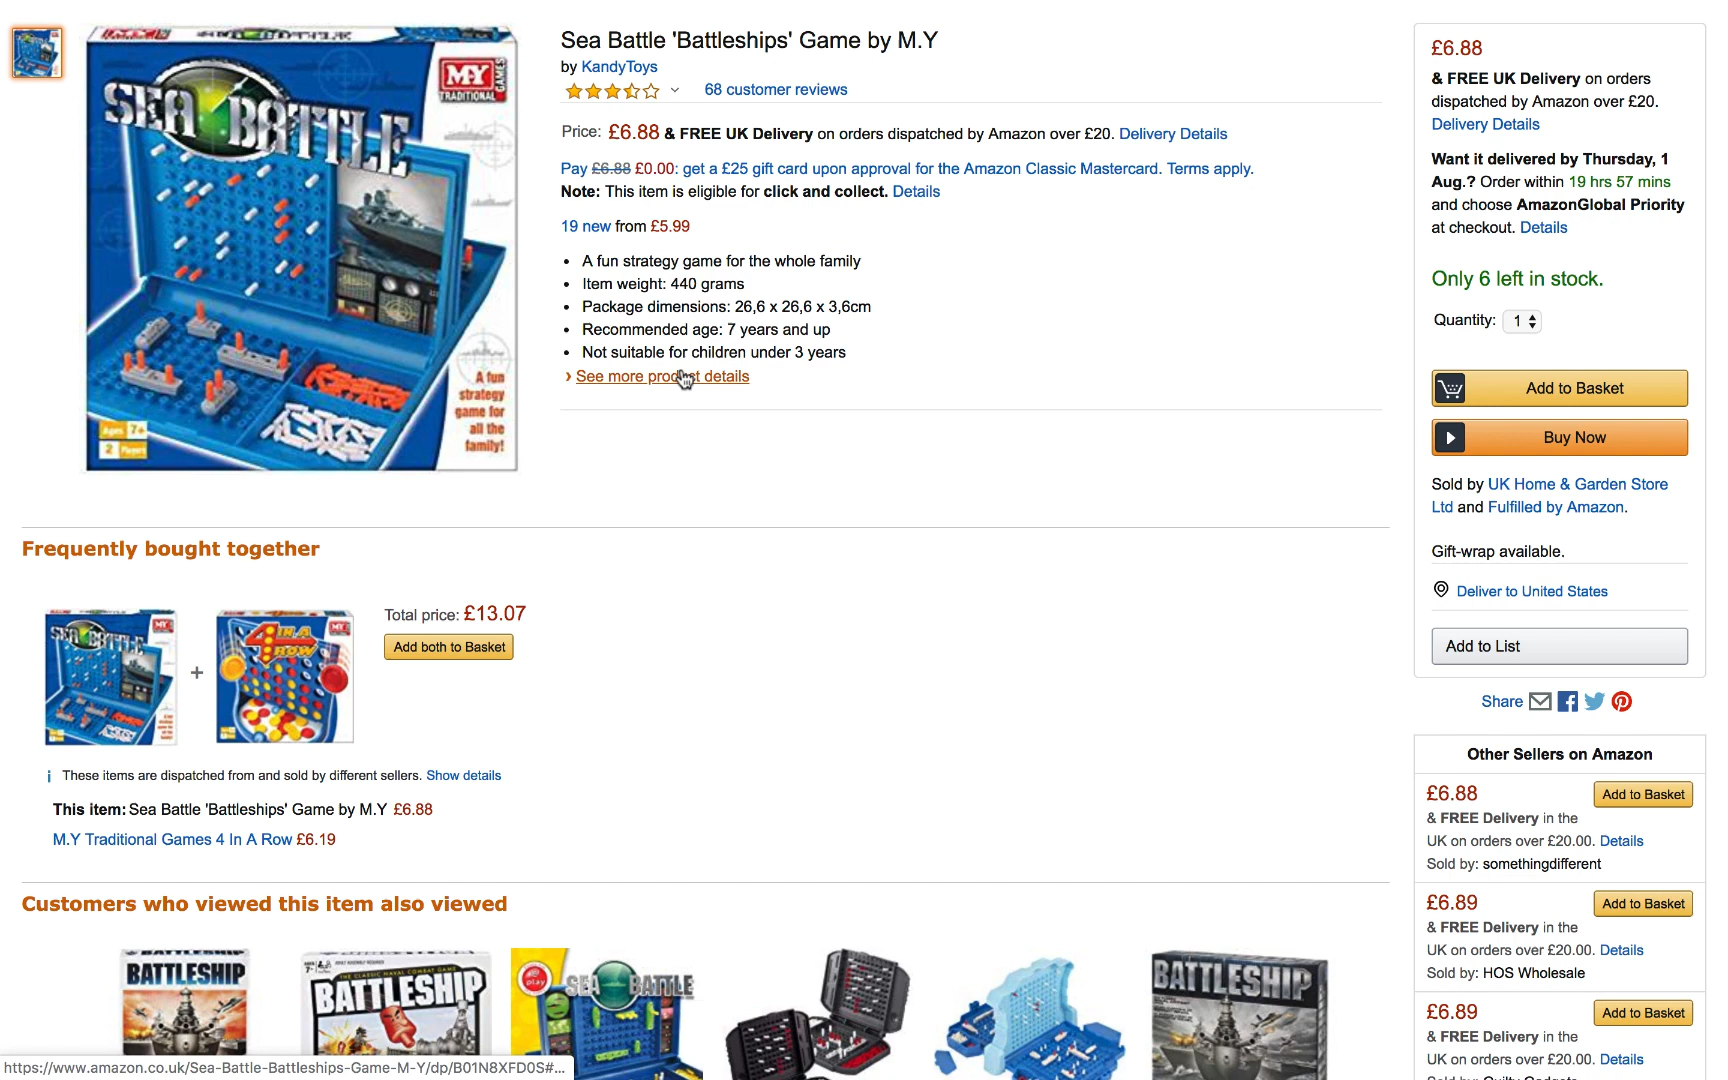 SEA BATTLE
MY
TRADITIONAL
GAMES
A fun
strategy
game for
all the
family!
Ages 7+
2 Players
Sea Battle 'Battleships' Game by M.Y
by KandyToys
68 customer reviews
Price: £6.88 & FREE UK Delivery on orders dispatched by Amazon over £20. Delivery Details
Pay £6.88 £0.00: get a £25 gift card upon approval for the Amazon Classic Mastercard. Terms apply.
Note: This item is eligible for click and collect. Details
19 new from £5.99
• A fun strategy game for the whole family
• Item weight: 440 grams
• Package dimensions: 26,6 x 26,6 x 3,6cm
• Recommended age: 7 years and up
• Not suitable for children under 3 years
› See more product details
£6.88
& FREE UK Delivery on orders
dispatched by Amazon over £20.
Delivery Details
Want it delivered by Thursday, 1
Aug.? Order within 19 hrs 57 mins
and choose AmazonGlobal Priority
at checkout. Details
Only 6 left in stock.
Quantity: 1
Add to Basket
Buy Now
Sold by UK Home & Garden Store
Ltd and Fulfilled by Amazon.
Gift-wrap available.
Deliver to United States
Add to List
Share
Frequently bought together
SEA BATTLE
MY
+
4 IN A
ROW
MY
Total price: £13.07
Add both to Basket
i These items are dispatched from and sold by different sellers. Show details
This item: Sea Battle 'Battleships' Game by M.Y £6.88
M.Y Traditional Games 4 In A Row £6.19
Other Sellers on Amazon
£6.88 Add to Basket
& FREE Delivery in the
UK on orders over £20.00. Details
Sold by: somethingdifferent
£6.89 Add to Basket
& FREE Delivery in the
UK on orders over £20.00. Details
Sold by: HOS Wholesale
£6.89 Add to Basket
& FREE Delivery in the
UK on orders over £20.00. Details
Customers who viewed this item also viewed
BATTLESHIP
THE CLASSIC NAVAL COMBAT GAME
BATTLESHIP
play
SEA BATTLE
BATTLESHIP
https://www.amazon.co.uk/Sea-Battle-Battleships-Game-M-Y/dp/B01N8XFD0S#...